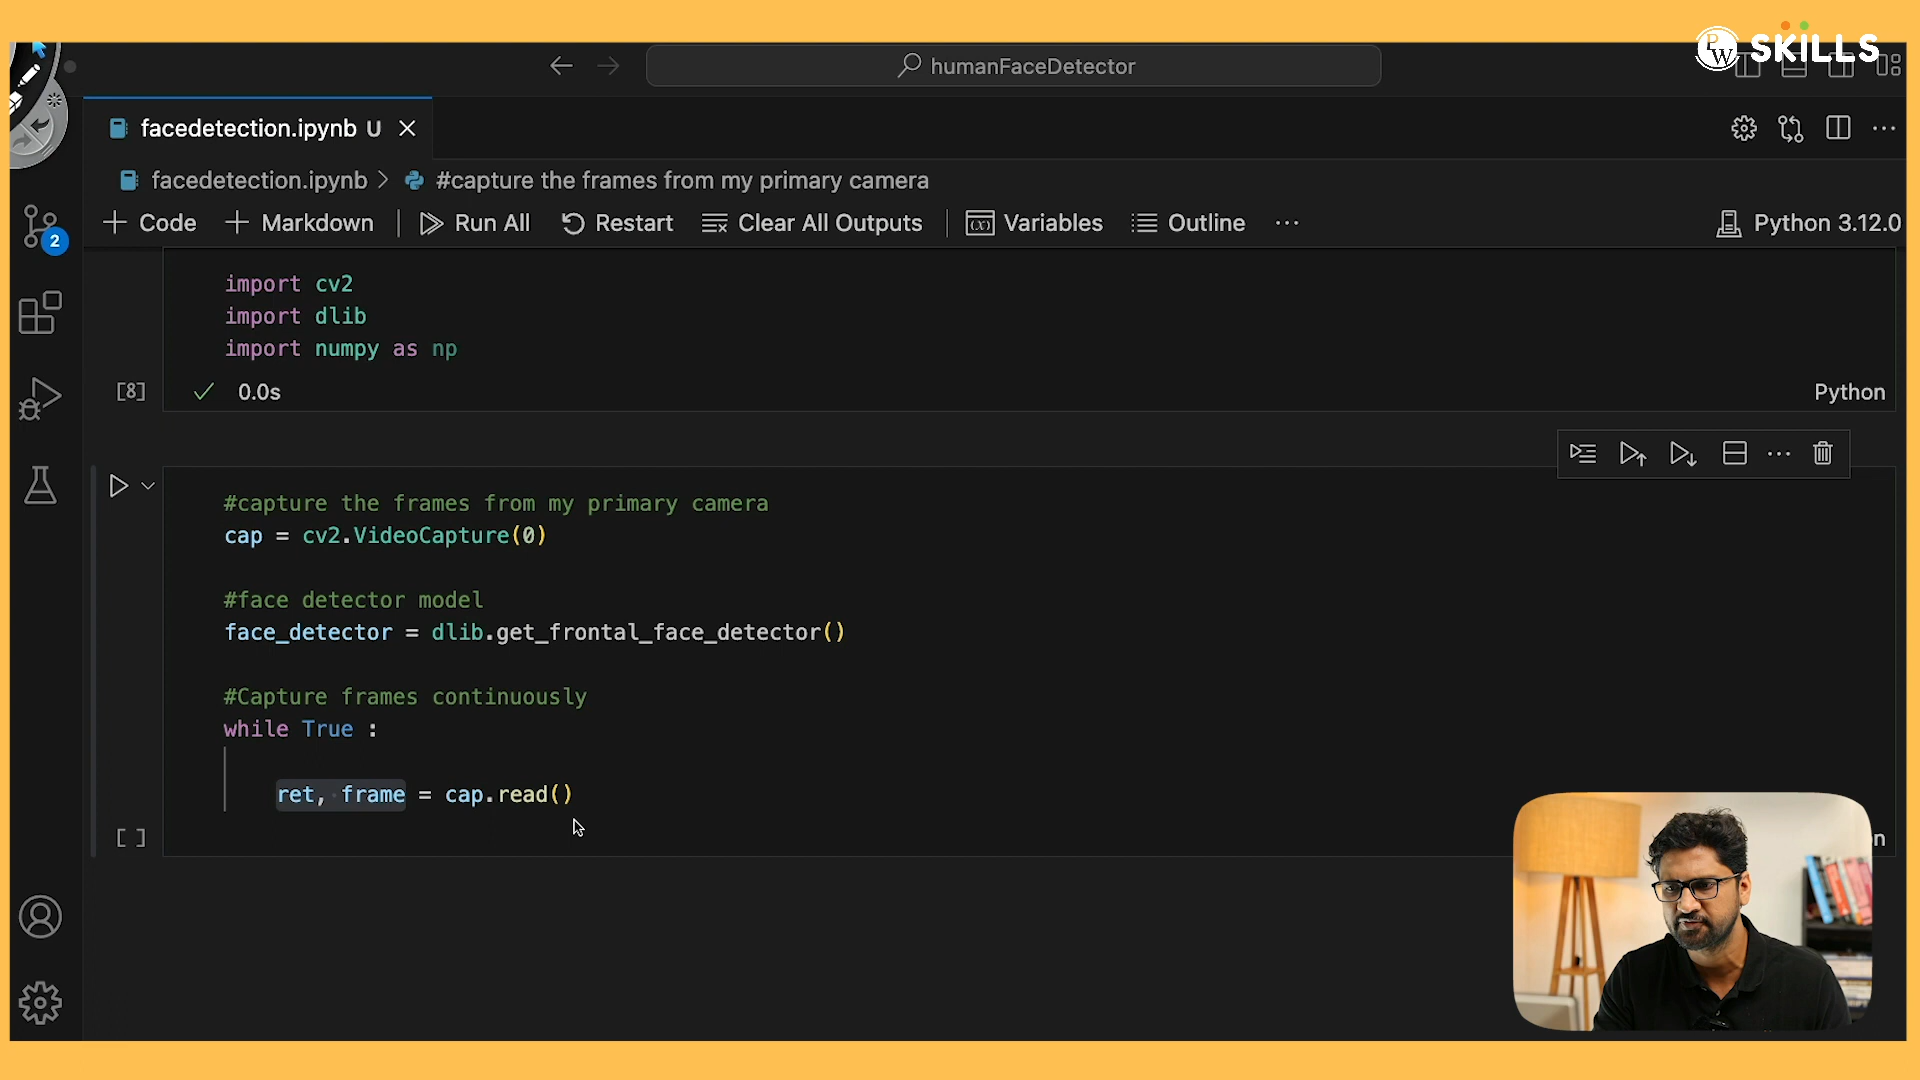 PW SKILLS
humanFaceDetector
facedetection.ipynb U
facedetection.ipynb > #capture the frames from my primary camera
+ Code + Markdown | Run All Restart Clear All Outputs | Variables Outline ... Python 3.12.0
2
import cv2
import dlib
import numpy as np
[8] 0.0s Python
#capture the frames from my primary camera
cap = cv2.VideoCapture(0)
#face detector model
face_detector = dlib.get_frontal_face_detector()
#Capture frames continuously
while True :
ret, frame = cap.read()
[ ] n